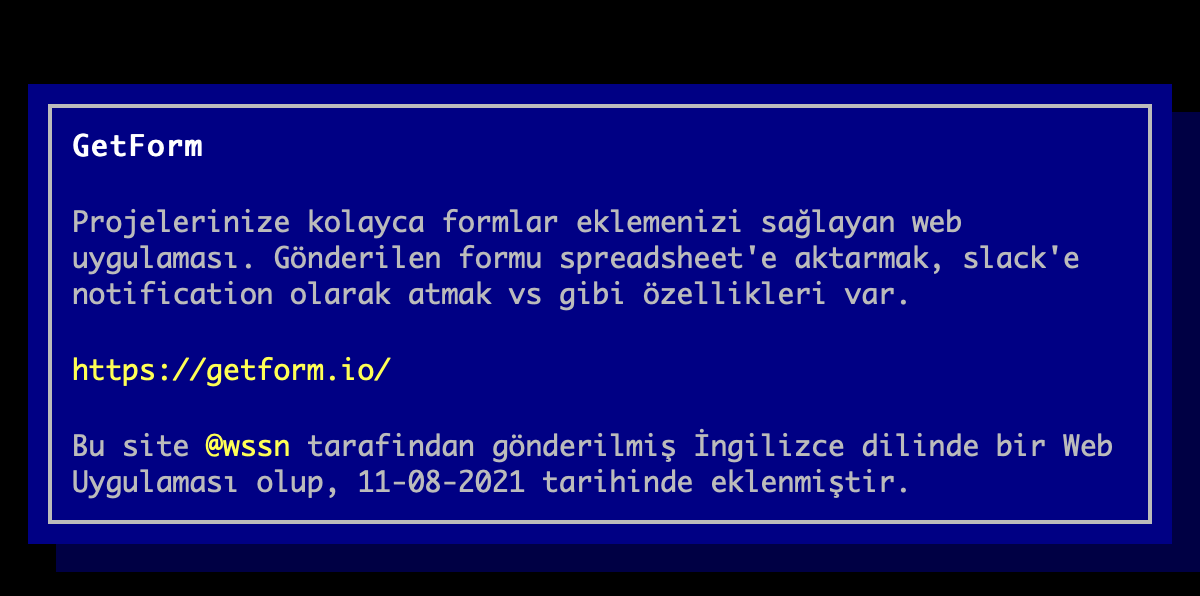 GetForm
Projelerinize kolayca formlar eklemenizi sağlayan web
uygulaması. Gönderilen formu spreadsheet'e aktarmak, slack'e
notification olarak atmak vs gibi özellikleri var.
https://getform.io/
Bu site @wssn tarafından gönderilmiş İngilizce dilinde bir Web
Uygulaması olup, 11-08-2021 tarihinde eklenmiştir.